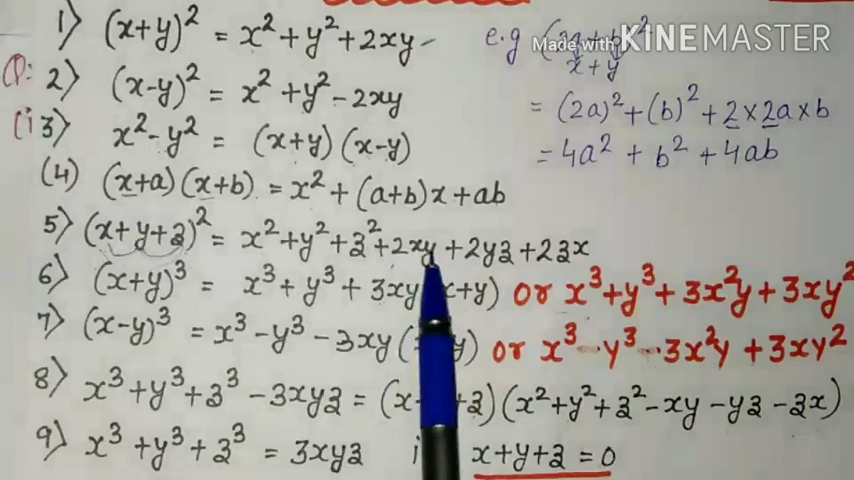 1) (x+y)² = x² + y² + 2xy
e.g
Made with KINEMASTER
x + y
Q: 2) (x-y)² = x² + y² - 2xy
= (2a)² + (b)² + 2 × 2a × b
(i 3) x² - y² = (x+y) (x-y)
= 4a² + b² + 4ab
(4) (x+a) (x+b) = x² + (a+b)x + ab
5) (x+y+z)² = x² + y² + z² + 2xy + 2yz + 2zx
6) (x+y)³ = x³ + y³ + 3xy x+y) or x³ + y³ + 3x²y + 3xy²
7) (x-y)³ = x³ - y³ - 3xy( y) or x³ - y³ - 3x²y + 3xy²
8) x³ + y³ + z³ - 3xyz = (x +z) (x² + y² + z² - xy - yz - zx)
9) x³ + y³ + z³ = 3xyz i x+y+z = 0